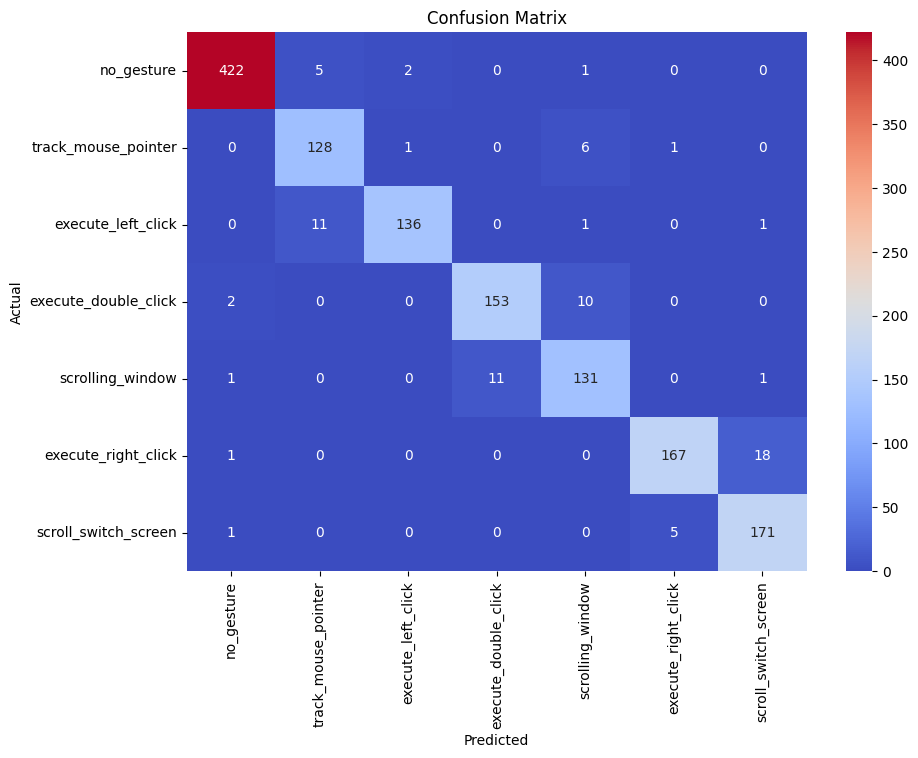 Confusion Matrix
no_gesture 422 5 2 0 1 0 0
track_mouse_pointer 0 128 1 0 6 1 0
execute_left_click 0 11 136 0 1 0 1
execute_double_click 2 0 0 153 10 0 0
scrolling_window 1 0 0 11 131 0 1
execute_right_click 1 0 0 0 0 167 18
scroll_switch_screen 1 0 0 0 0 5 171
Actual
no_gesture
track_mouse_pointer
execute_left_click
execute_double_click
scrolling_window
execute_right_click
scroll_switch_screen
Predicted
400
350
300
250
200
150
100
50
0